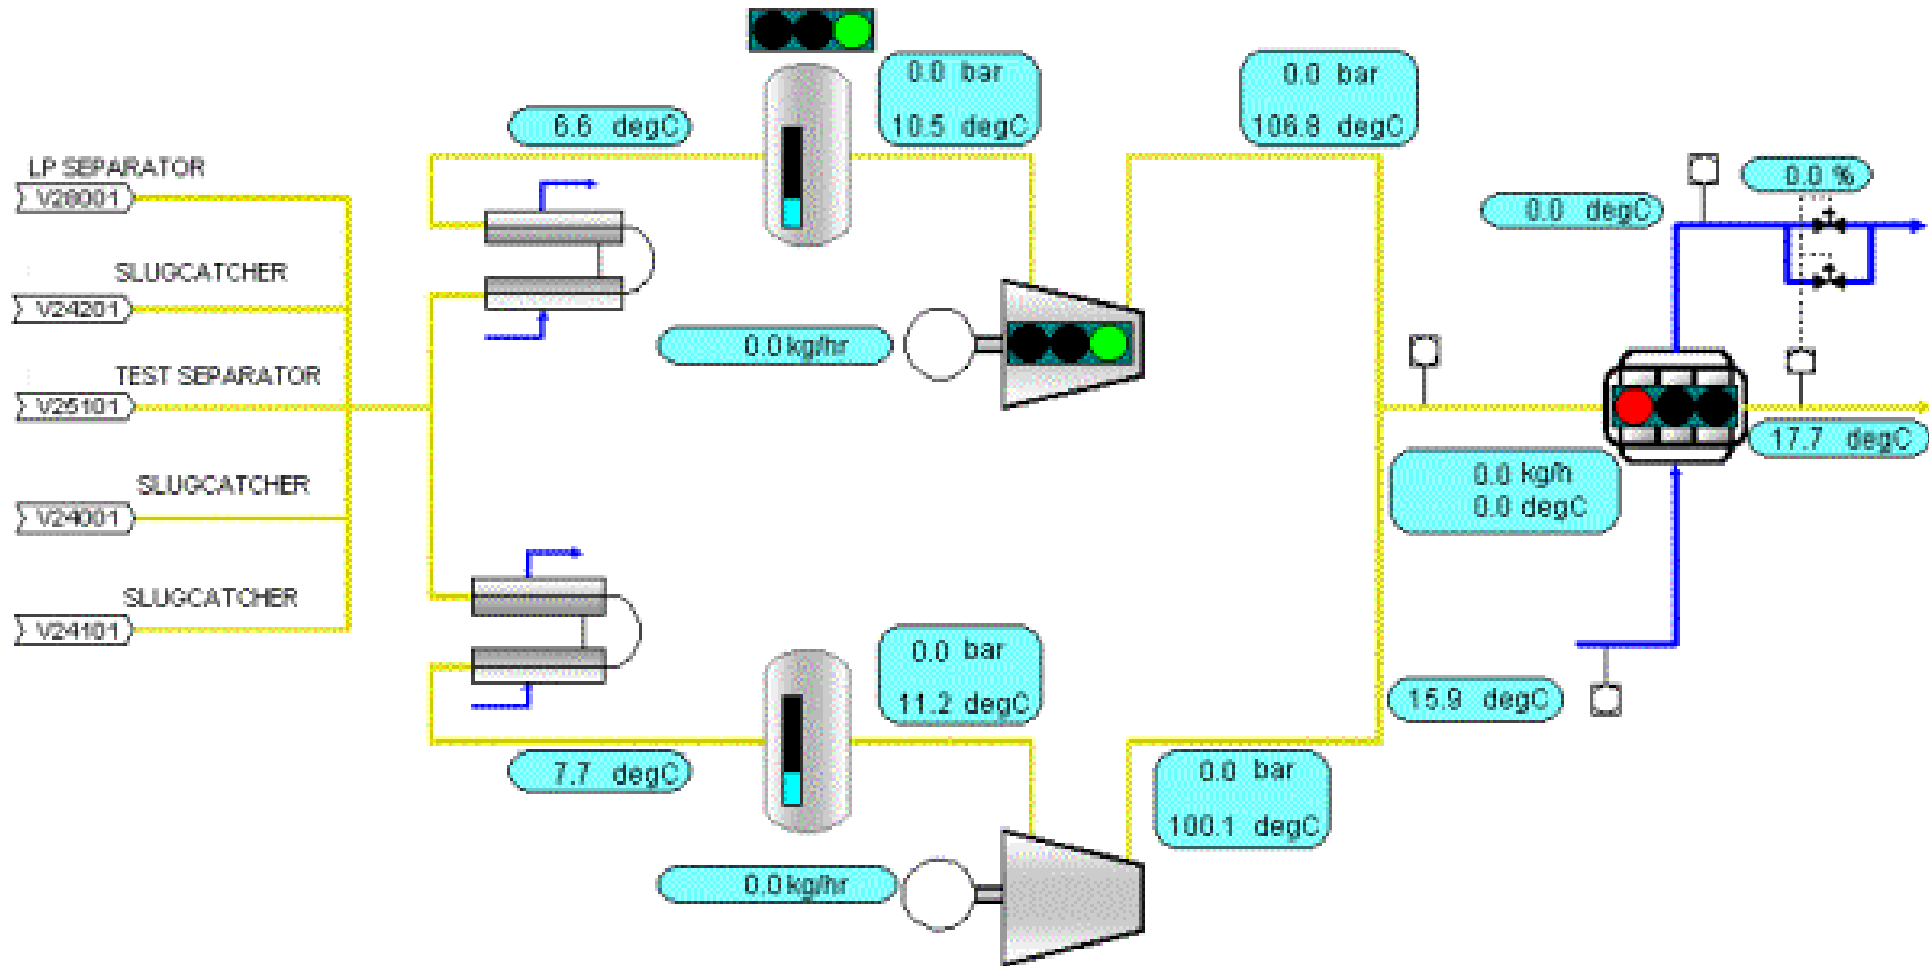 0.0 bar
10.5 degC
0.0 bar
106.8 degC
6.6 degC
LP SEPARATOR
V28001
0.0 %
0.0 degC
SLUGCATCHER
V24201
0.0 kg/hr
TEST SEPARATOR
V25101
17.7 degC
SLUGCATCHER
V24001
0.0 kg/h
0.0 degC
SLUGCATCHER
V24101
0.0 bar
11.2 degC
15.9 degC
7.7 degC
0.0 bar
100.1 degC
0.0 kg/hr